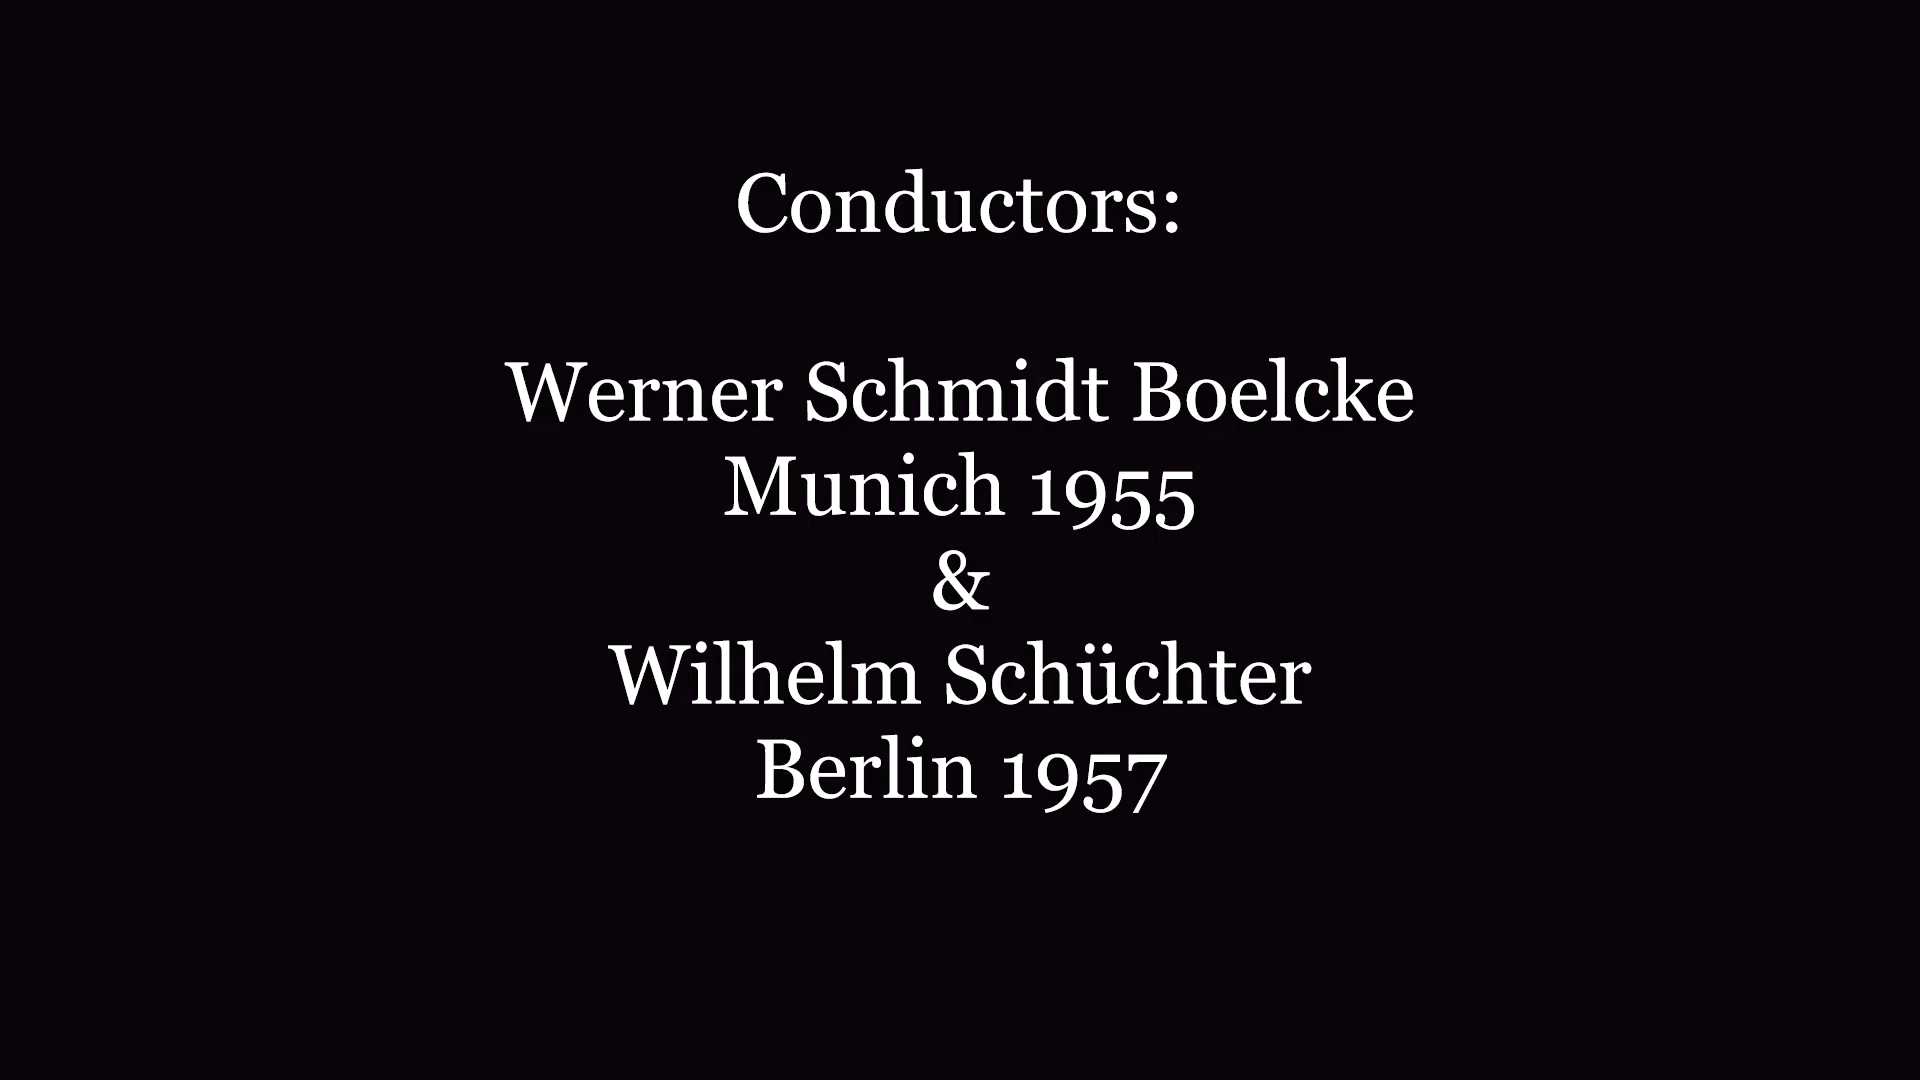 Conductors:
Werner Schmidt Boelcke
Munich 1955
&
Wilhelm Schüchter
Berlin 1957